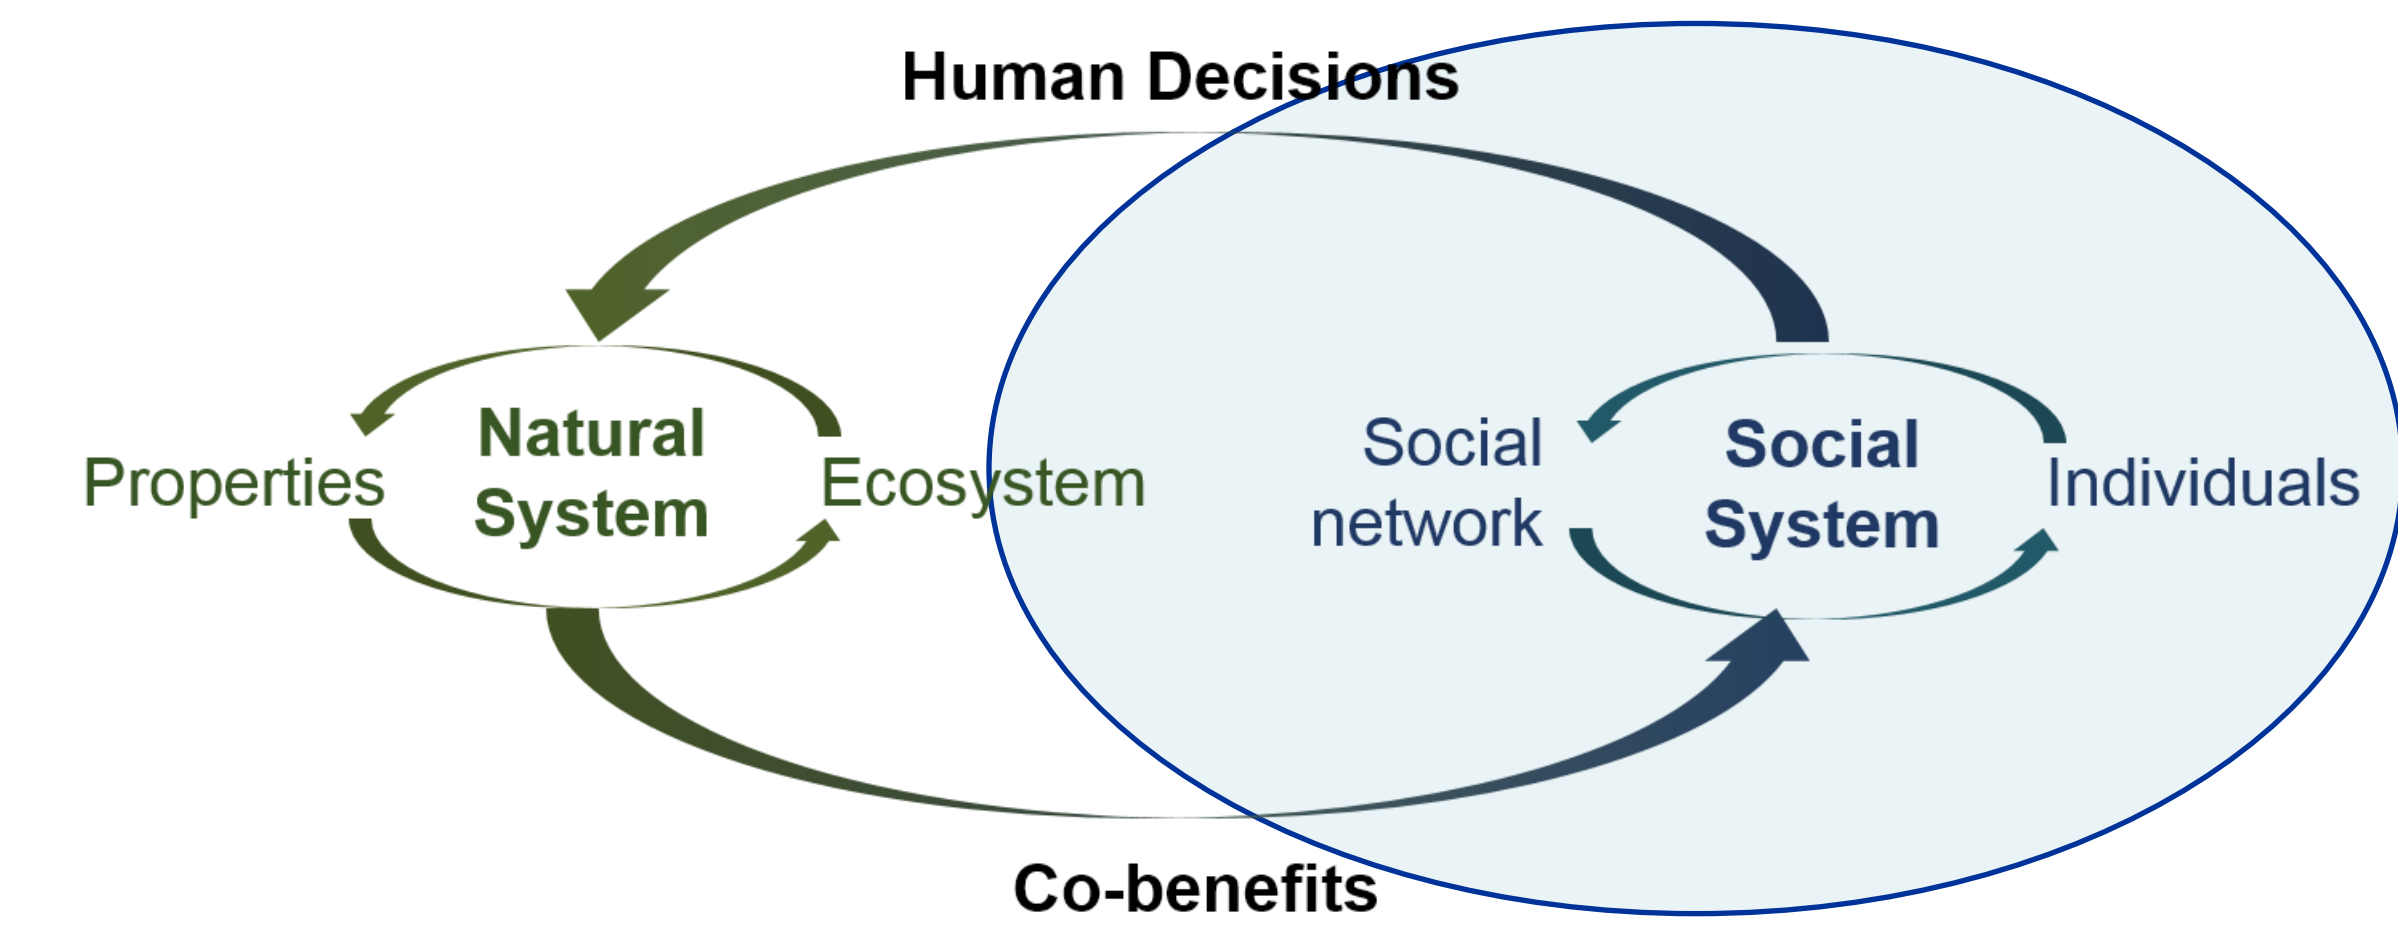 Human Decisions
Properties
Natural
System
Ecosystem
Social
network
Social
System
Individuals
Co-benefits